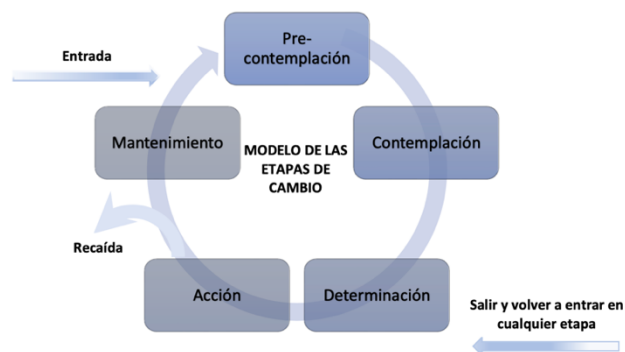 Pre-
contemplación
Entrada
Mantenimiento
MODELO DE LAS
ETAPAS DE
CAMBIO
Contemplación
Recaída
Acción
Determinación
Salir y volver a entrar en
cualquier etapa